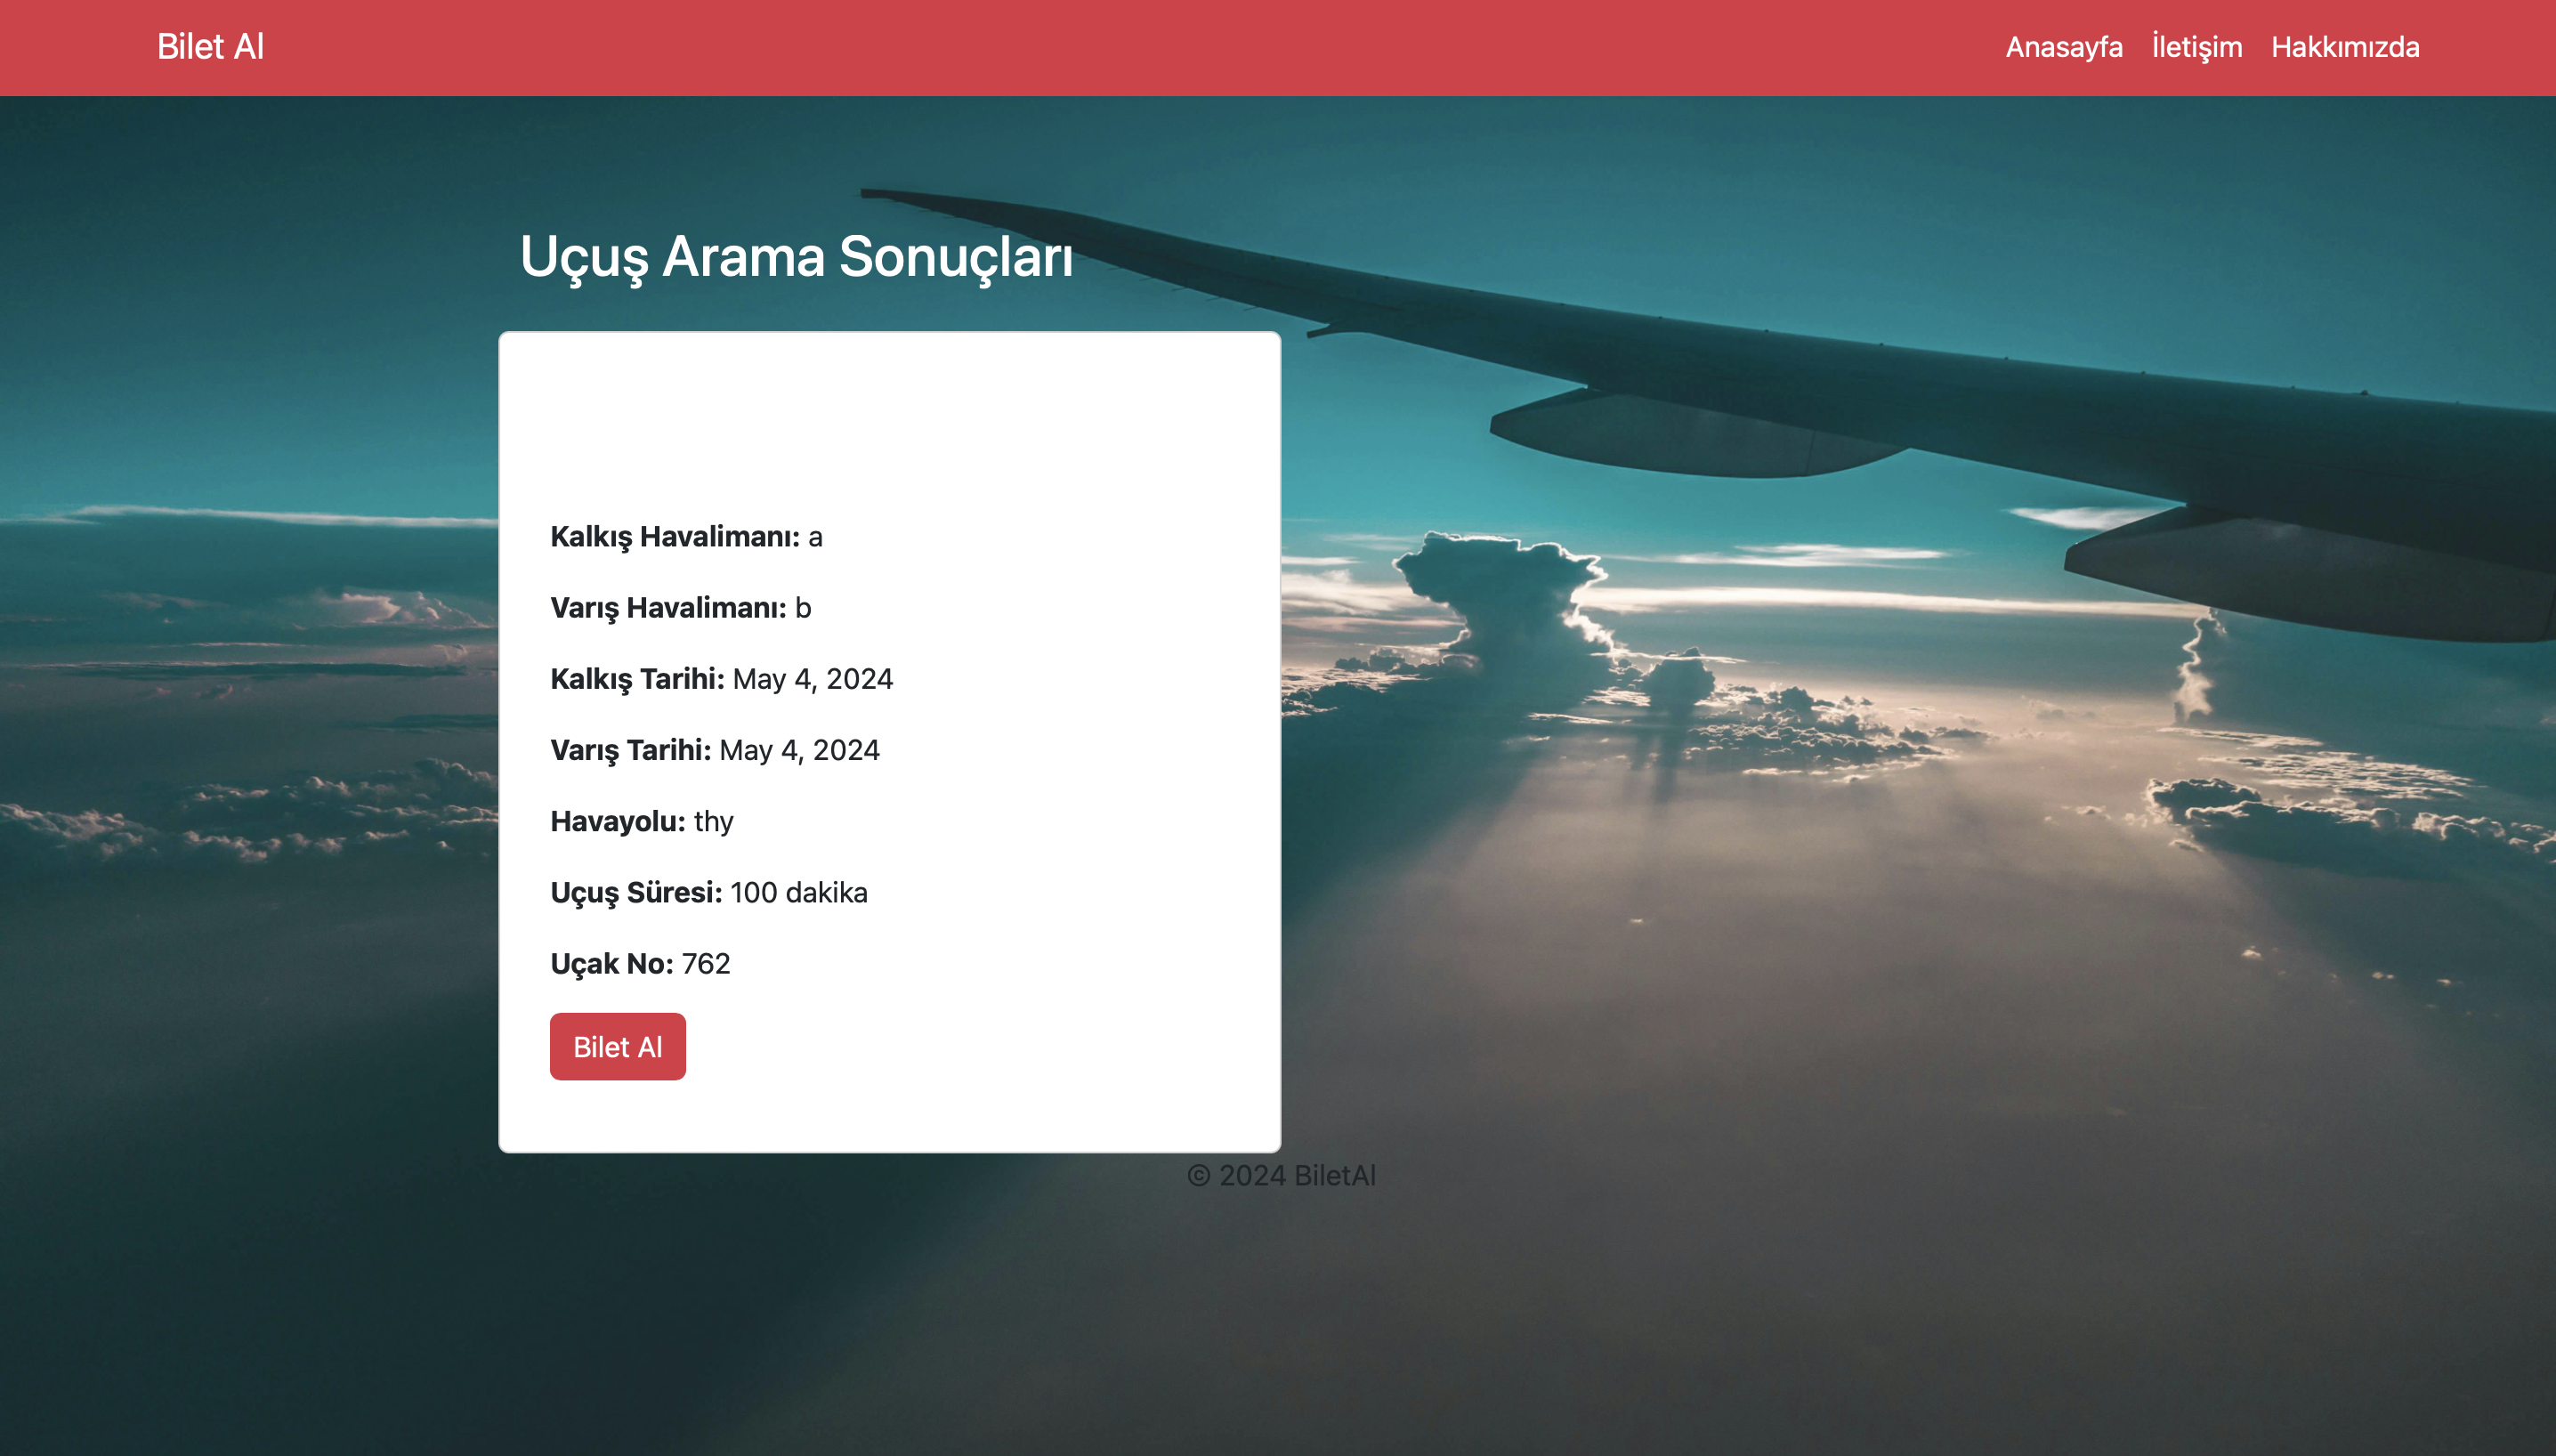 Bilet Al
Anasayfa İletişim Hakkımızda
Uçuş Arama Sonuçları
Kalkış Havalimanı: a
Varış Havalimanı: b
Kalkış Tarihi: May 4, 2024
Varış Tarihi: May 4, 2024
Havayolu: thy
Uçuş Süresi: 100 dakika
Uçak No: 762
Bilet Al
© 2024 BiletAl